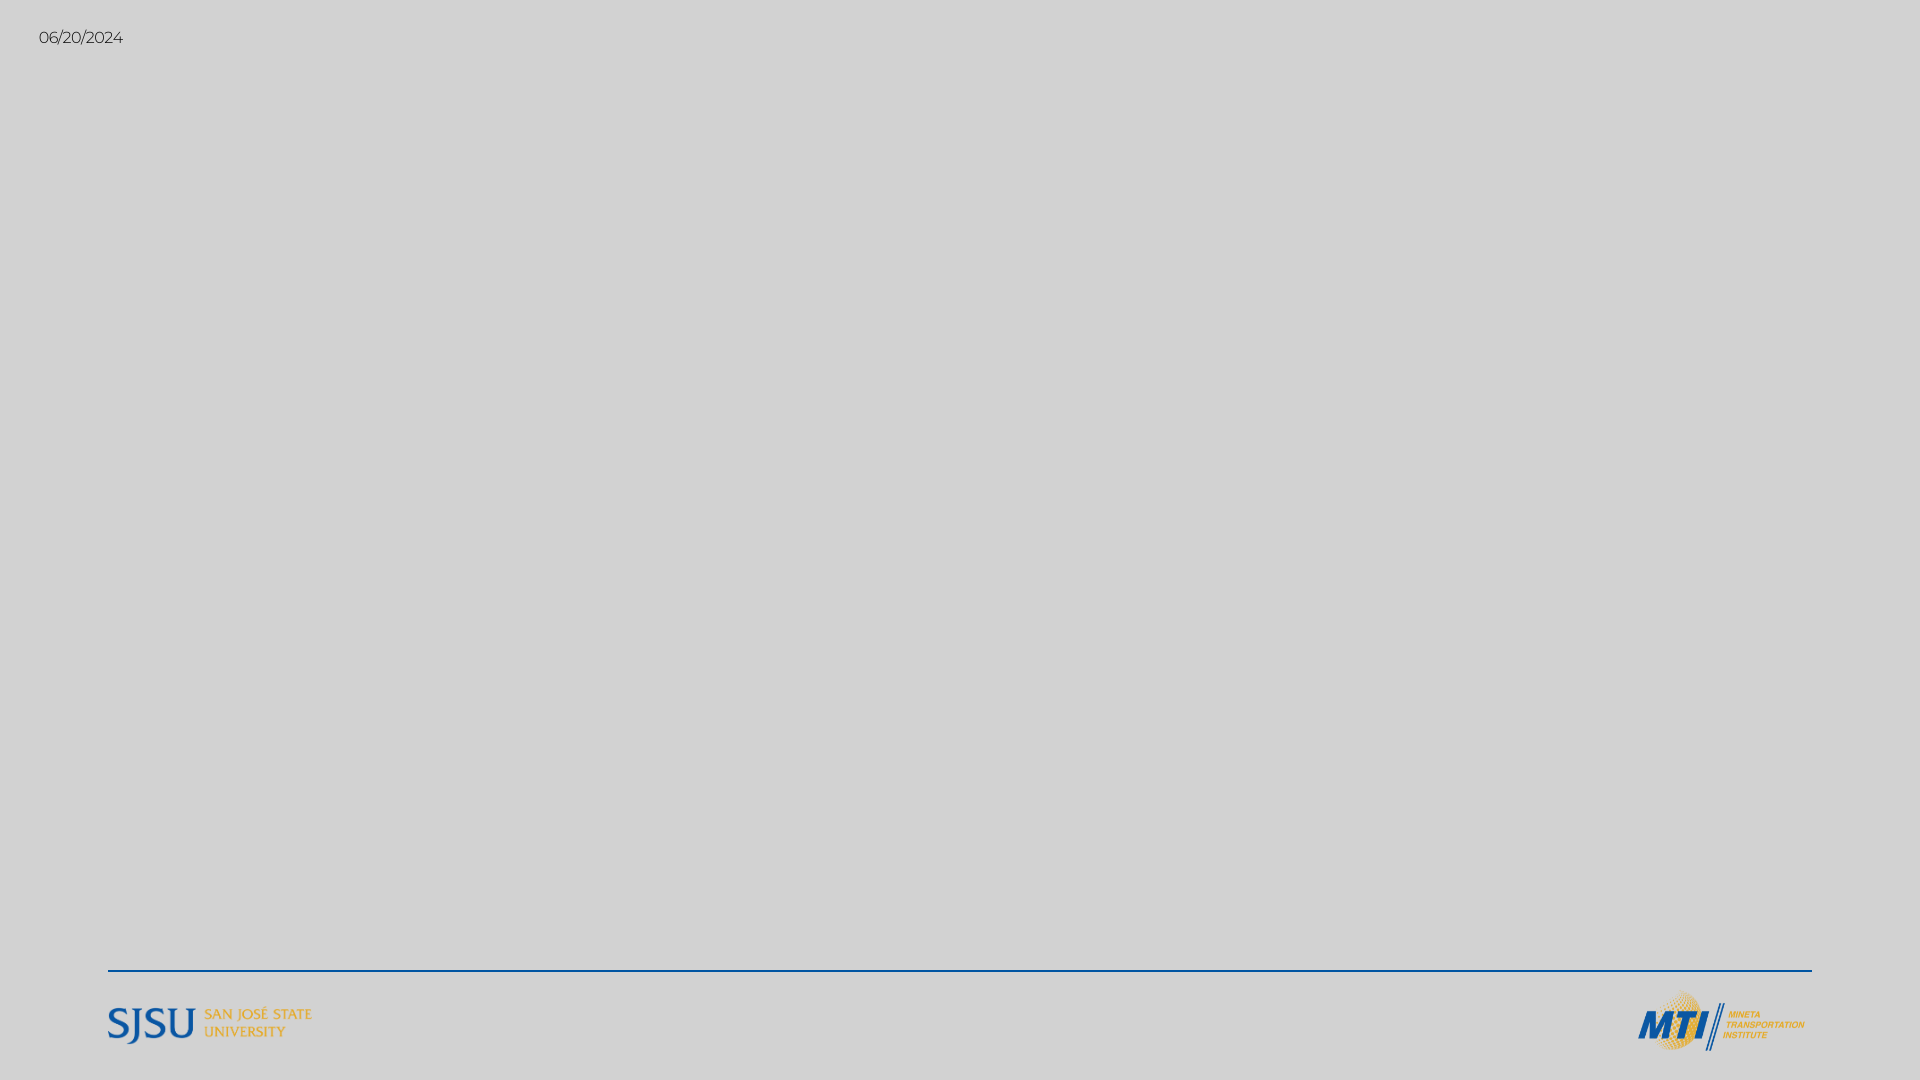 06/20/2024
SJSU SAN JOSÉ STATE
UNIVERSITY
MTI MINETA
TRANSPORTATION
INSTITUTE